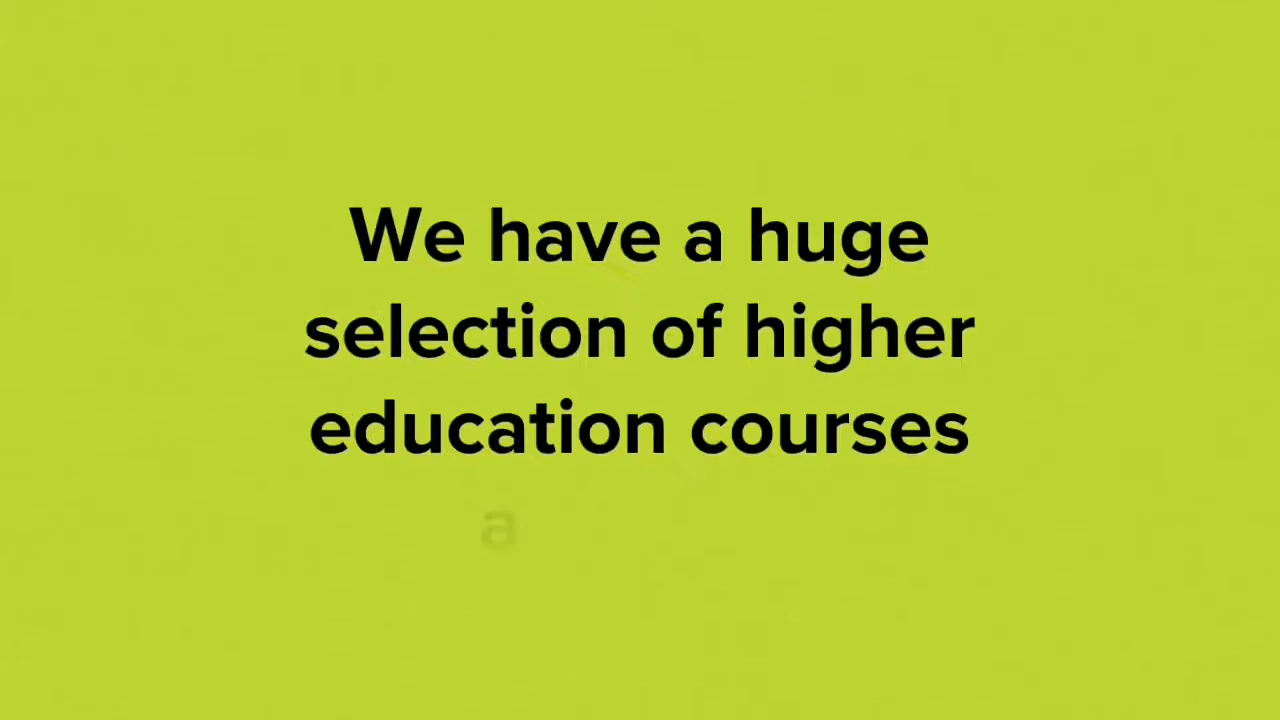 We have a huge
selection of higher
education courses
a